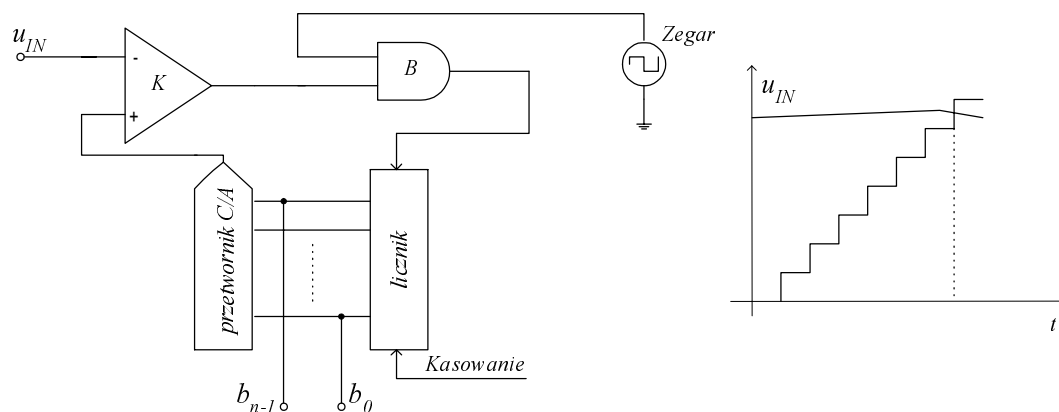 u_IN
-
K
+
B
Zegar
u_IN
t
przetwornik C/A
licznik
Kasowanie
b_n-1
b_0